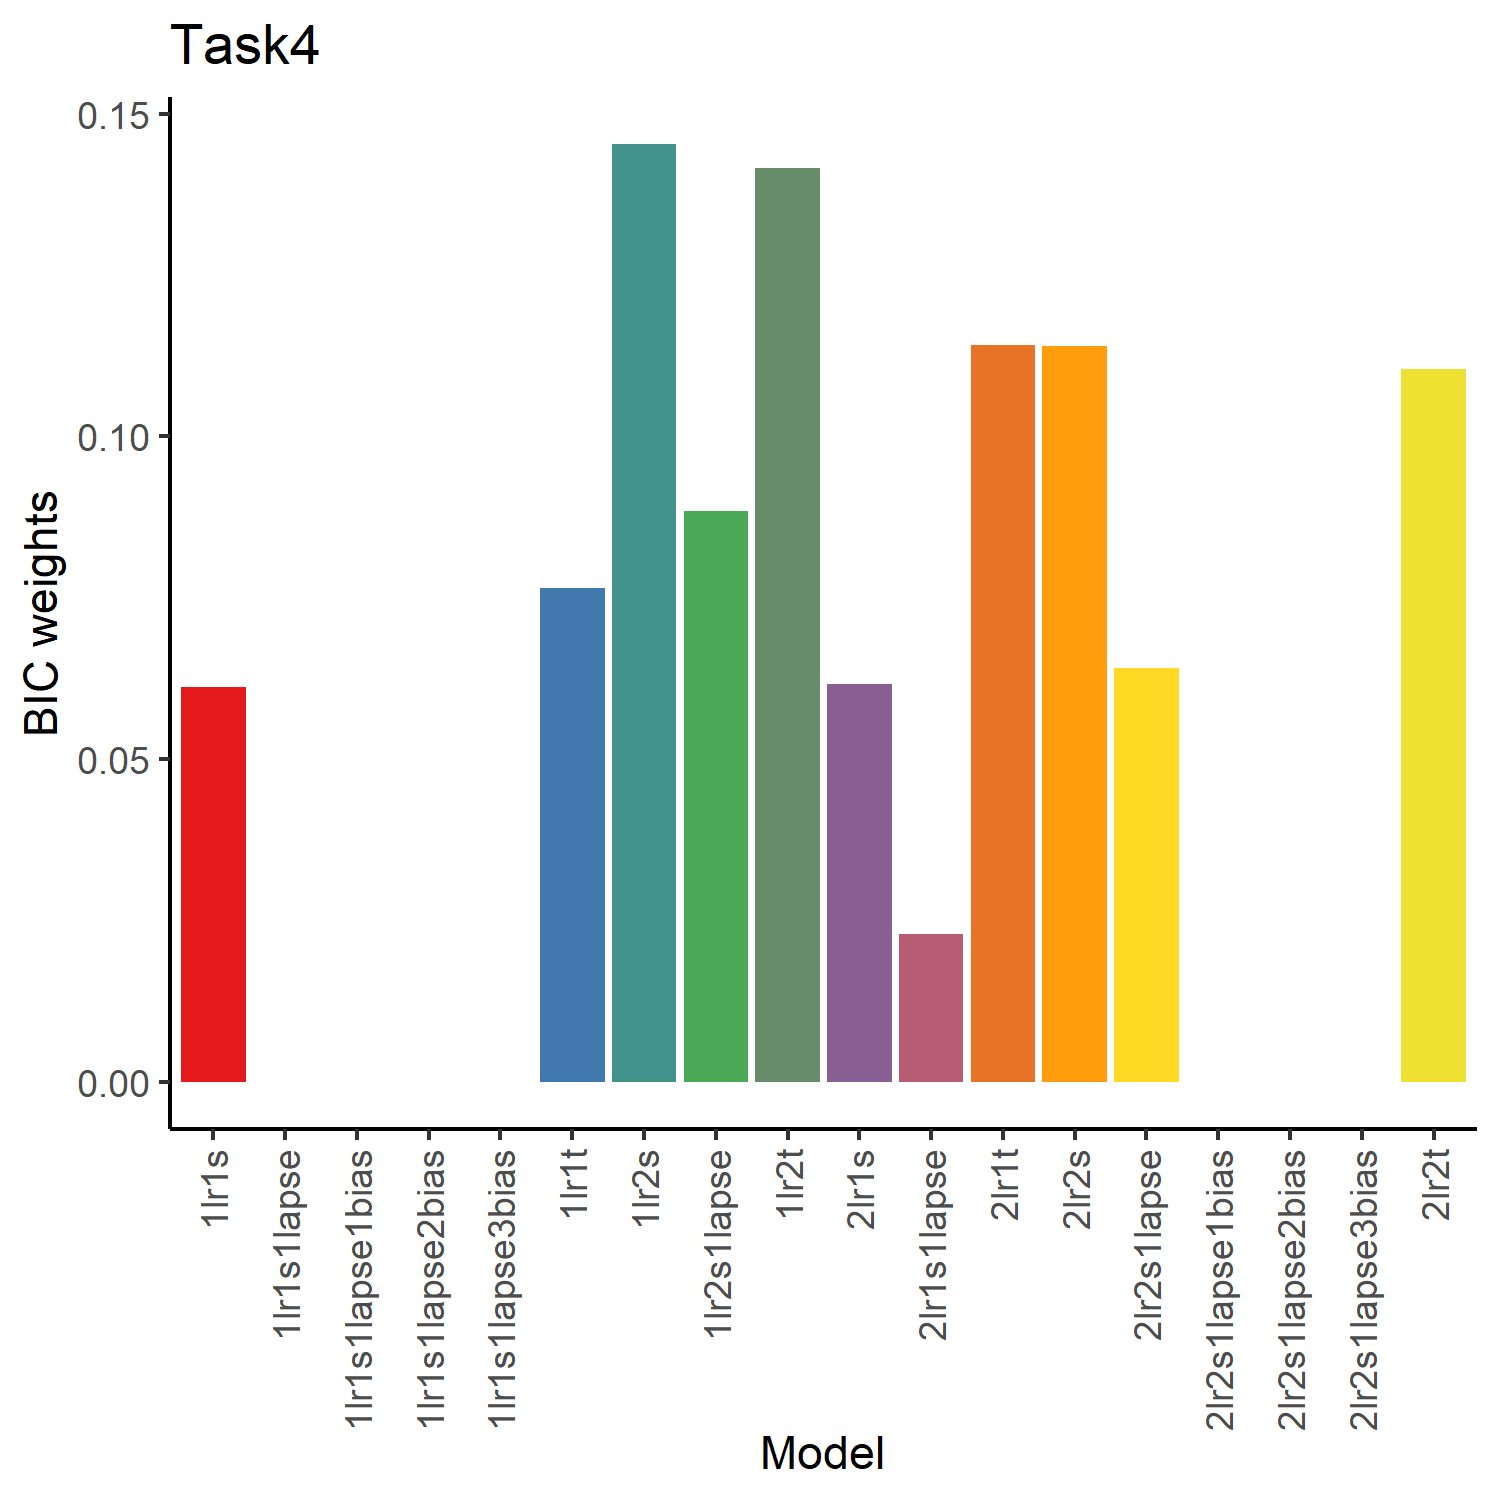 Task4
BIC weights
0.15
0.10
0.05
0.00
1lr1s
1lr1s1lapse
1lr1s1lapse1bias
1lr1s1lapse2bias
1lr1s1lapse3bias
1lr1t
1lr2s
1lr2s1lapse
1lr2t
2lr1s
2lr1s1lapse
2lr1t
2lr2s
2lr2s1lapse
2lr2s1lapse1bias
2lr2s1lapse2bias
2lr2s1lapse3bias
2lr2t
Model